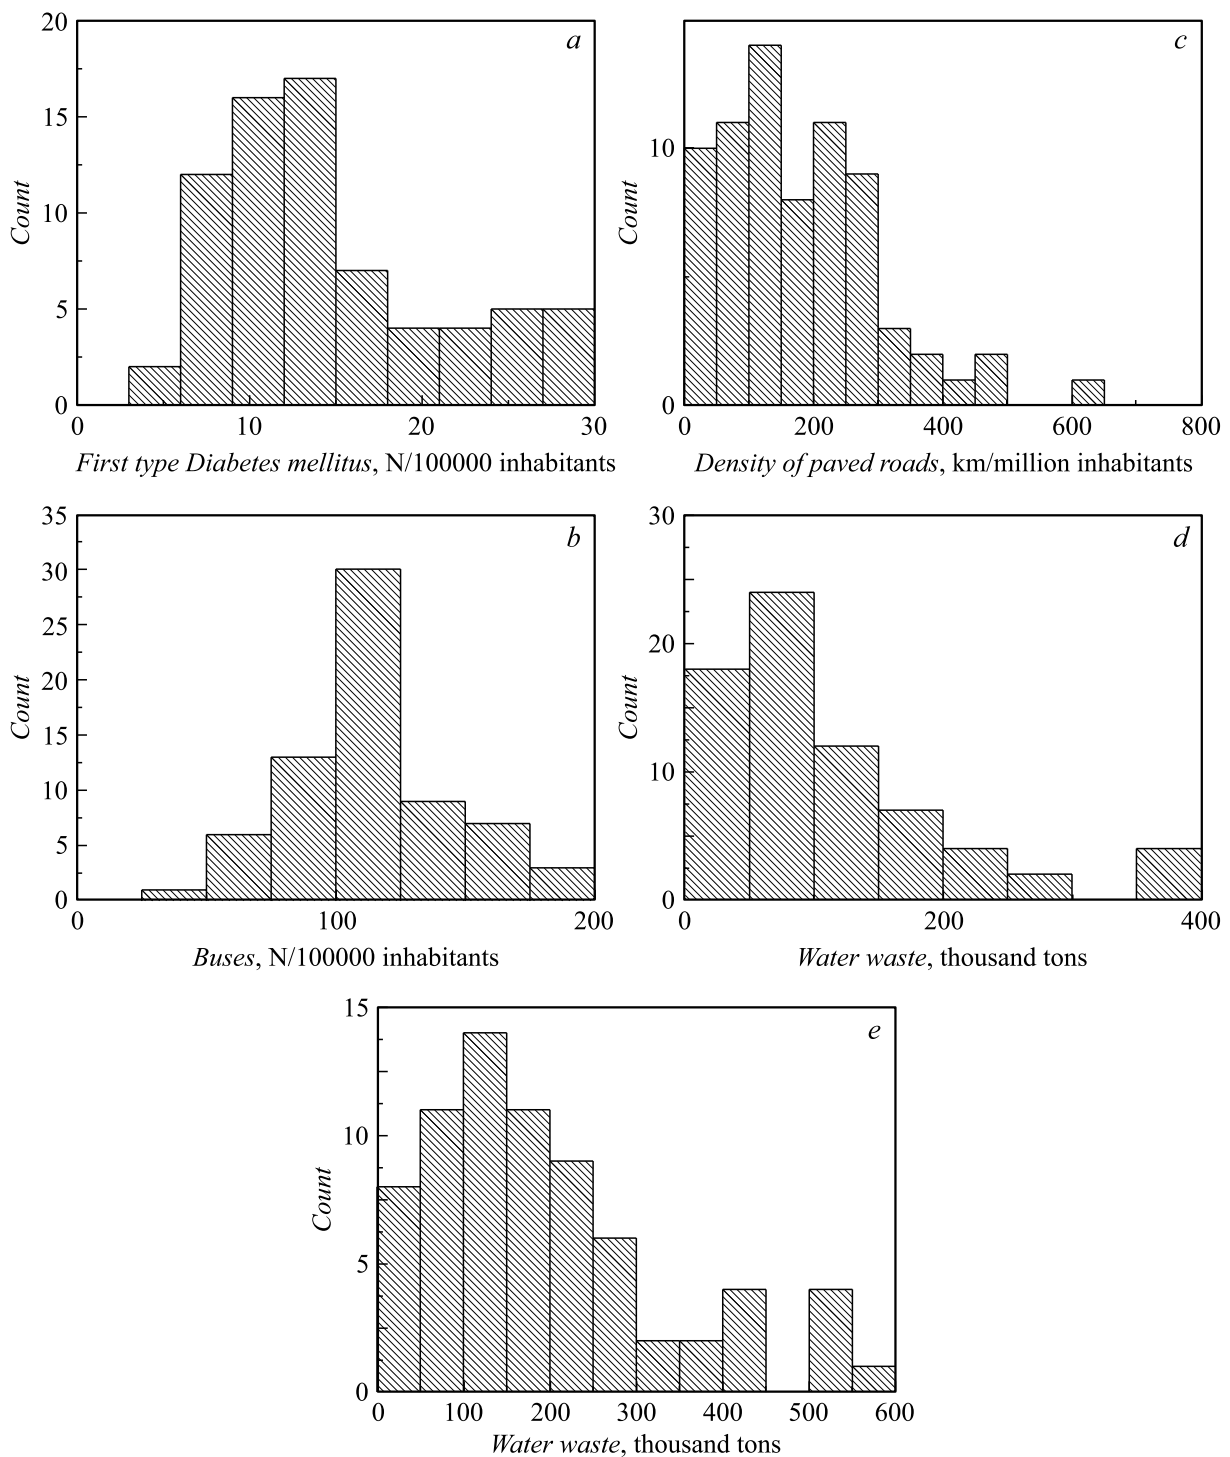 20
15
10
5
0
Count
a
0 10 20 30
First type Diabetes mellitus, N/100000 inhabitants
10
0
Count
c
0 200 400 600 800
Density of paved roads, km/million inhabitants
35
30
25
20
15
10
5
0
Count
b
0 100 200
Buses, N/100000 inhabitants
30
20
10
0
Count
d
0 200 400
Water waste, thousand tons
15
10
5
0
Count
e
0 100 200 300 400 500 600
Water waste, thousand tons